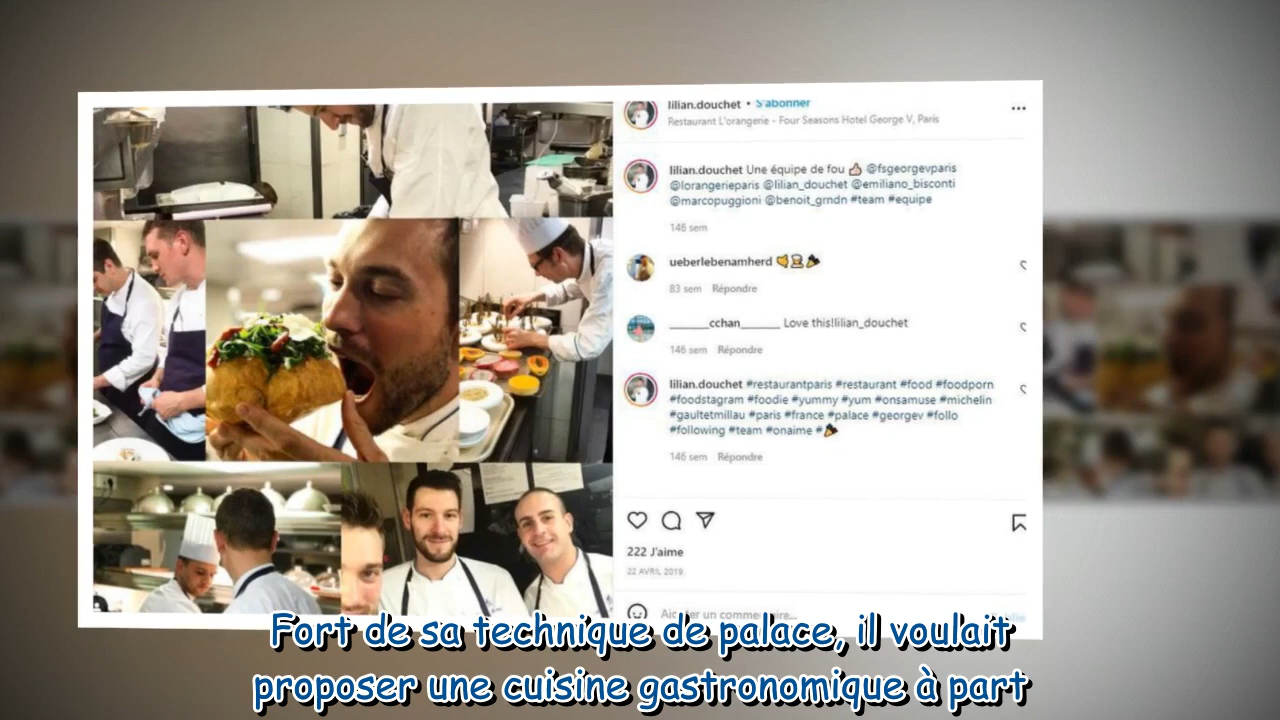 lilian.douchet • S'abonner
Restaurant L'orangerie - Four Seasons Hotel George V, Paris
lilian.douchet Une équipe de fou 👍 @fsgeorgevparis
@lorangerieparis @lilian_douchet @emiliano_bisconti
@marcopuggioni @benoit_grndn #team #equipe
146 sem
ueberlebenamherd
83 sem Répondre
_______cchan_______ Love this!lilian_douchet
146 sem Répondre
lilian.douchet #restaurantparis #restaurant #food #foodporn
#foodstagram #foodie #yummy #yum #onsamuse #michelin
#gaultetmillau #paris #france #palace #georgev #follo
#following #team #onaime #
146 sem Répondre
222 J'aime
22 AVRIL 2019
Ajouter un commentaire...
Fort de sa technique de palace, il voulait
proposer une cuisine gastronomique à part